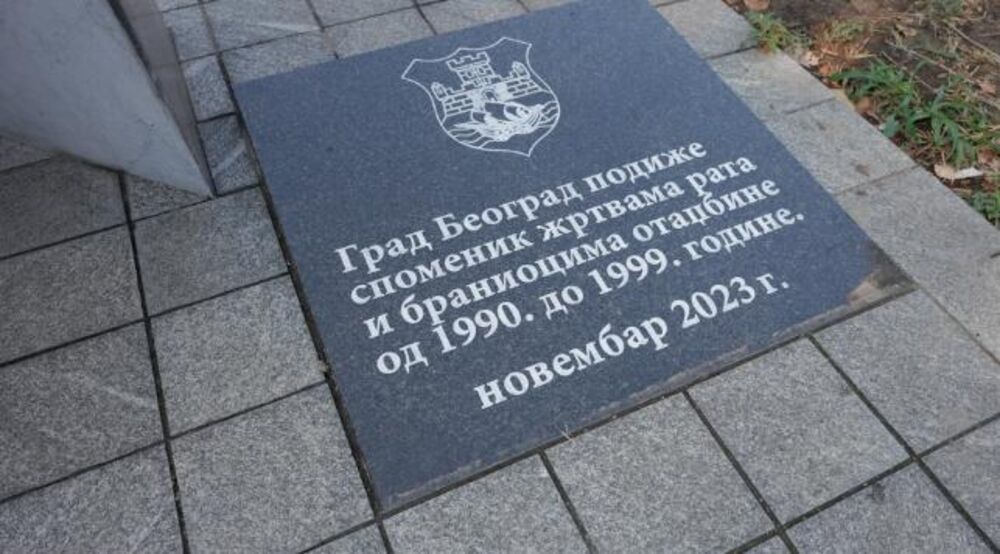 Град Београд подиже
споменик жртвама рата
и браниоцима отаџбине
од 1990. до 1999. године.
новембар 2023 г.